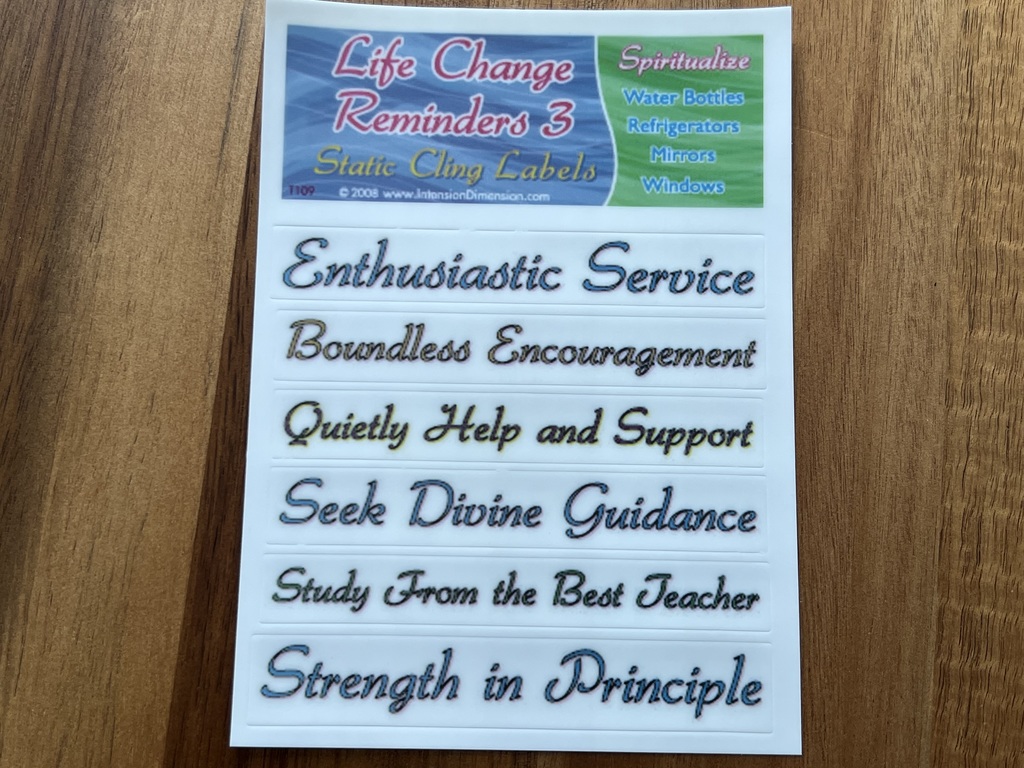 Life Change
Reminders 3
Static Cling Labels
1109 © 2008 www.IntensionDimension.com
Spiritualize
Water Bottles
Refrigerators
Mirrors
Windows
Enthusiastic Service
Boundless Encouragement
Quietly Help and Support
Seek Divine Guidance
Study From the Best Teacher
Strength in Principle